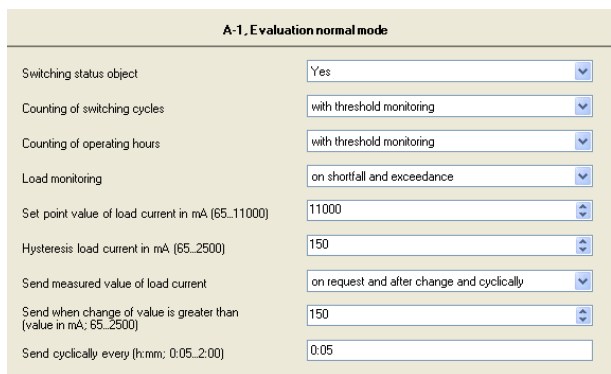 A-1, Evaluation normal mode
Switching status object Yes
Counting of switching cycles with threshold monitoring
Counting of operating hours with threshold monitoring
Load monitoring on shortfall and exceedance
Set point value of load current in mA (65...11000) 11000
Hysteresis load current in mA (65...2500) 150
Send measured value of load current on request and after change and cyclically
Send when change of value is greater than
(value in mA; 65...2500) 150
Send cyclically every (h:mm; 0:05...2:00) 0:05